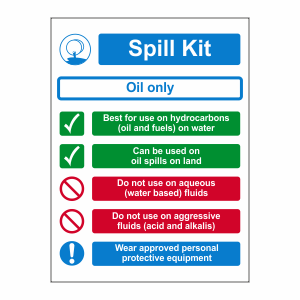 Spill Kit
Oil only
Best for use on hydrocarbons
(oil and fuels) on water
Can be used on
oil spills on land
Do not use on aqueous
(water based) fluids
Do not use on aggressive
fluids (acid and alkalis)
Wear approved personal
protective equipment